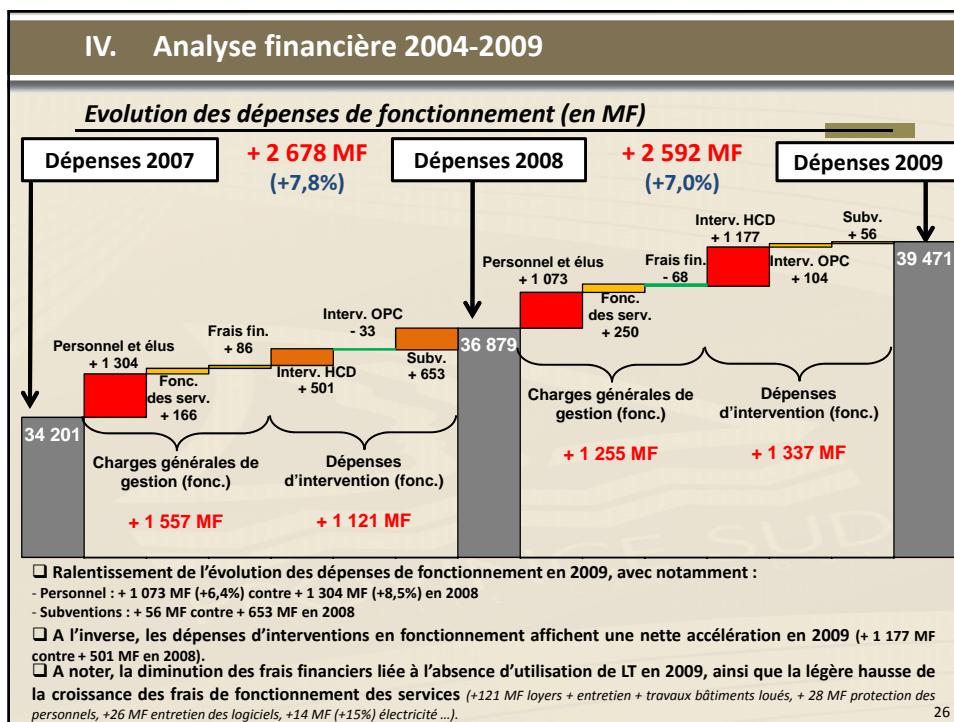 IV. Analyse financière 2004-2009
Evolution des dépenses de fonctionnement (en MF)
Dépenses 2007
+ 2 678 MF
(+7,8%)
Dépenses 2008
+ 2 592 MF
(+7,0%)
Dépenses 2009
34 201
Personnel et élus
+ 1 304
Fonc.
des serv.
+ 166
Frais fin.
+ 86
Interv. HCD
+ 501
Interv. OPC
- 33
Subv.
+ 653
36 879
Personnel et élus
+ 1 073
Fonc.
des serv.
+ 250
Frais fin.
- 68
Interv. HCD
+ 1 177
Interv. OPC
+ 104
Subv.
+ 56
39 471
Charges générales de
gestion (fonc.)
+ 1 557 MF
Dépenses
d'intervention (fonc.)
+ 1 121 MF
Charges générales de
gestion (fonc.)
+ 1 255 MF
Dépenses
d'intervention (fonc.)
+ 1 337 MF
❑ Ralentissement de l'évolution des dépenses de fonctionnement en 2009, avec notamment :
- Personnel : + 1 073 MF (+6,4%) contre + 1 304 MF (+8,5%) en 2008
- Subventions : + 56 MF contre + 653 MF en 2008
❑ A l'inverse, les dépenses d'interventions en fonctionnement affichent une nette accélération en 2009 (+ 1 177 MF
contre + 501 MF en 2008).
❑ A noter, la diminution des frais financiers liée à l'absence d'utilisation de LT en 2009, ainsi que la légère hausse de
la croissance des frais de fonctionnement des services (+121 MF loyers + entretien + travaux bâtiments loués, + 28 MF protection des
personnels, +26 MF entretien des logiciels, +14 MF (+15%) électricité ...).
26